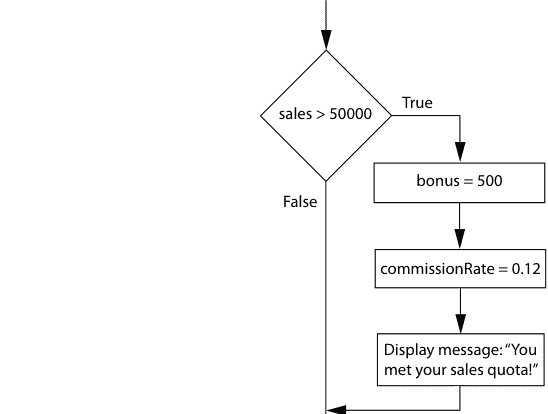 True
sales > 50000
bonus = 500
False
commissionRate = 0.12
Display message: “You
met your sales quota!”